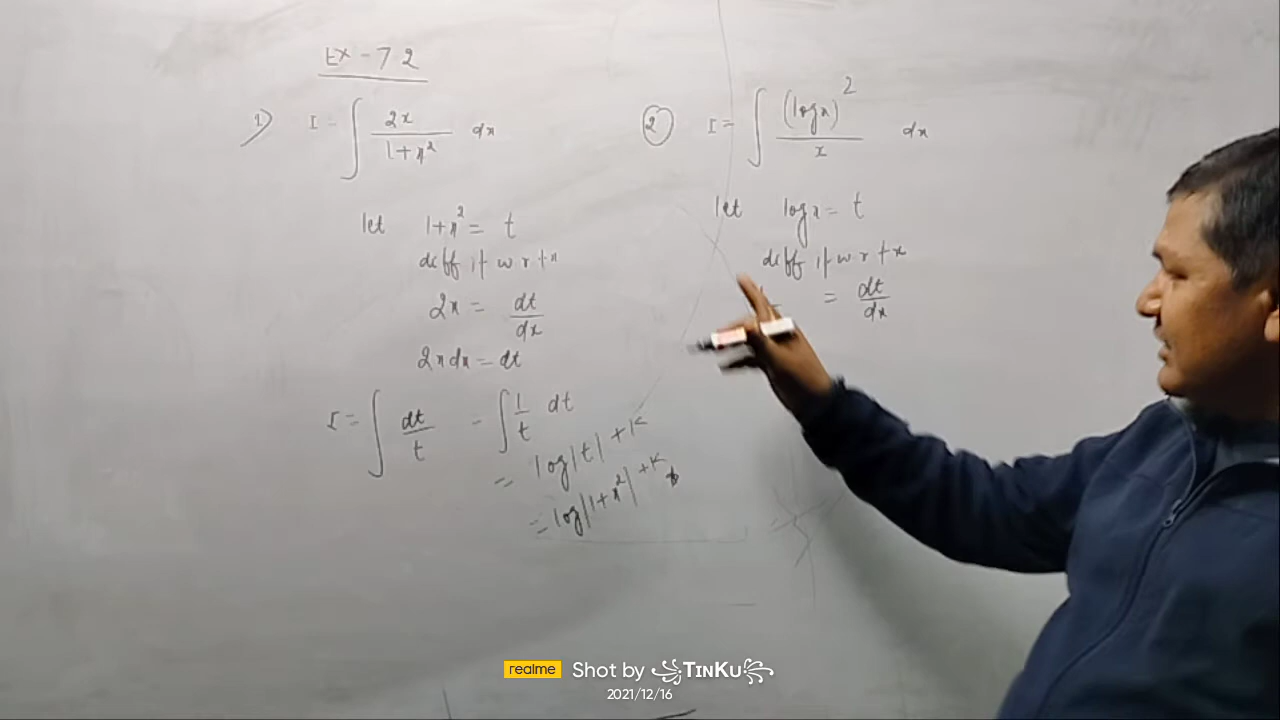 Ex - 7 2
1) I = ∫ 2x / 1+x² dx
let 1+x² = t
diff it w r t x
2x = dt/dx
2x dx = dt
I = ∫ dt/t = ∫ 1/t dt
= log|t| + K
= log|1+x²| + K
2 I = ∫ (log x)² / x dx
let log x = t
diff it w r t x
= dt/dx
realme Shot by TINKU
2021/12/16